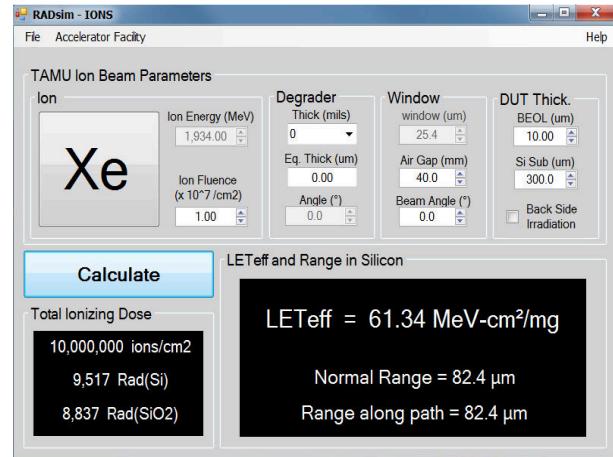 RADsim - IONS
File Accelerator Facilty Help
TAMU Ion Beam Parameters
Ion
Xe
Ion Energy (MeV)
1,934.00
Ion Fluence
(x 10^7 /cm2)
1.00
Degrader
Thick (mils)
0
Eq. Thick (um)
0.00
Angle (°)
0.0
Window
window (um)
25.4
Air Gap (mm)
40.0
Beam Angle (°)
0.0
DUT Thick.
BEOL (um)
10.00
Si Sub (um)
300.0
Back Side
Irradiation
Calculate
Total Ionizing Dose
10,000,000 ions/cm2
9,517 Rad(Si)
8,837 Rad(SiO2)
LETeff and Range in Silicon
LETeff = 61.34 MeV-cm²/mg
Normal Range = 82.4 µm
Range along path = 82.4 µm